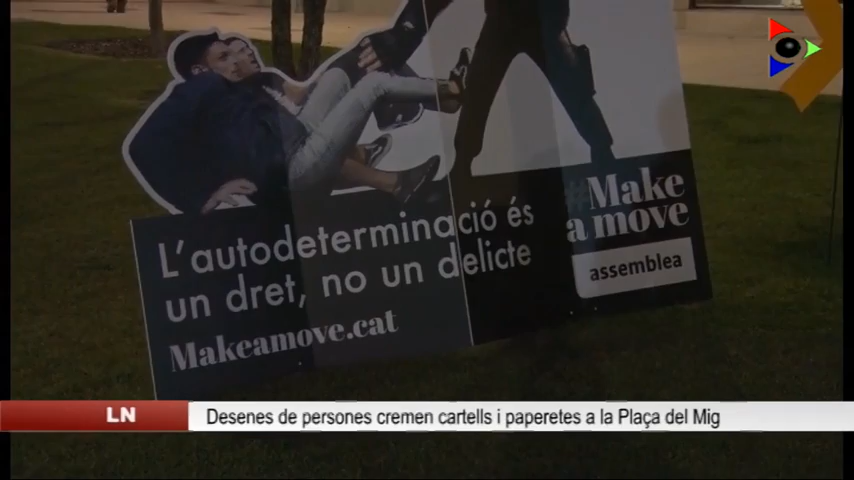 L'autodeterminació és
un dret, no un delicte
Makeamove.cat
#Make
a move
assemblea
LN
Desenes de persones cremen cartells i paperetes a la Plaça del Mig